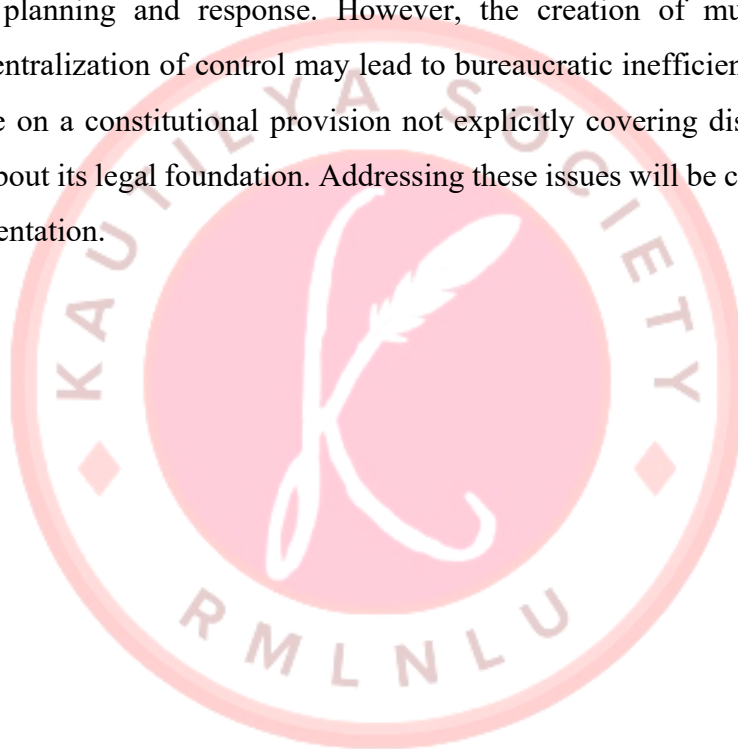 planning and response. However, the creation of mu
entralization of control may lead to bureaucratic inefficien
e on a constitutional provision not explicitly covering dis
bout its legal foundation. Addressing these issues will be c
entation.
KAUTILYA SOCIETY
RMLNLU